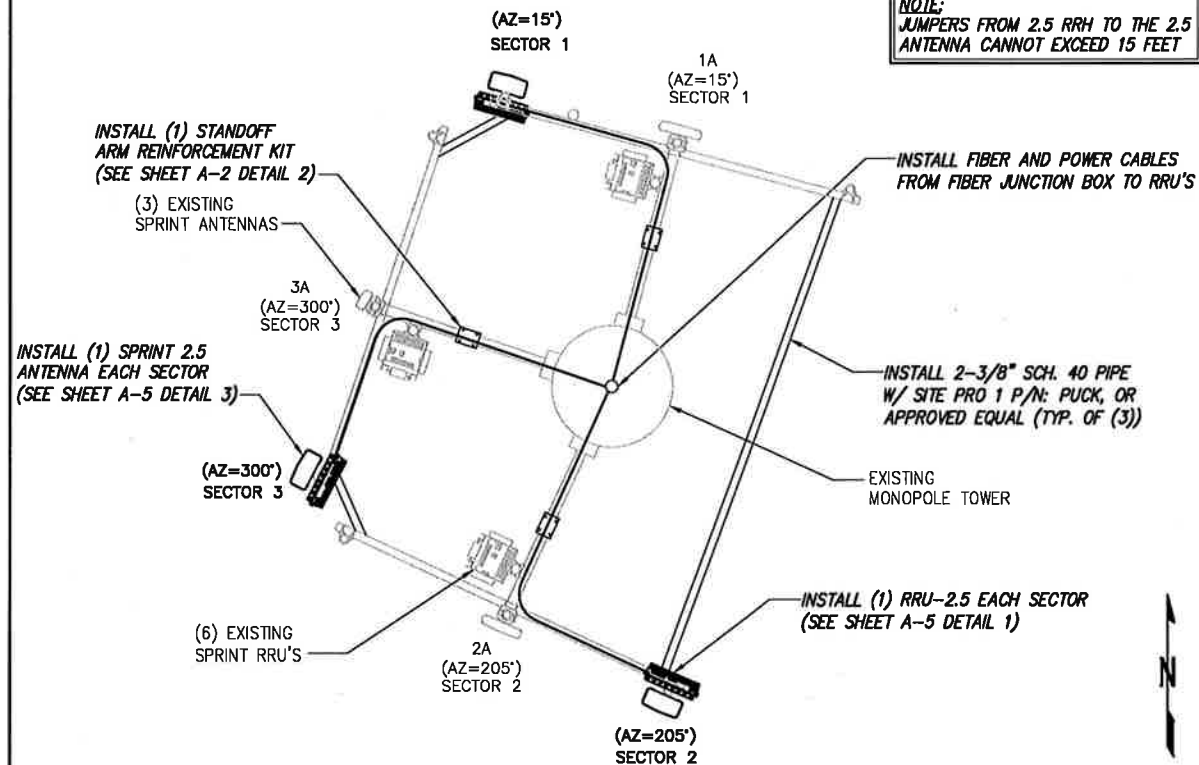 (AZ=15°)
SECTOR 1
NOTE:
JUMPERS FROM 2.5 RRH TO THE 2.5
ANTENNA CANNOT EXCEED 15 FEET
1A
(AZ=15°)
SECTOR 1
INSTALL (1) STANDOFF
ARM REINFORCEMENT KIT
(SEE SHEET A-2 DETAIL 2)
INSTALL FIBER AND POWER CABLES
FROM FIBER JUNCTION BOX TO RRU'S
(3) EXISTING
SPRINT ANTENNAS
3A
(AZ=300°)
SECTOR 3
INSTALL (1) SPRINT 2.5
ANTENNA EACH SECTOR
(SEE SHEET A-5 DETAIL 3)
INSTALL 2-3/8" SCH. 40 PIPE
W/ SITE PRO 1 P/N: PUCK, OR
APPROVED EQUAL (TYP. OF (3))
(AZ=300°)
SECTOR 3
EXISTING
MONOPOLE TOWER
INSTALL (1) RRU-2.5 EACH SECTOR
(SEE SHEET A-5 DETAIL 1)
(6) EXISTING
SPRINT RRU'S
2A
(AZ=205°)
SECTOR 2
N
(AZ=205°)
SECTOR 2